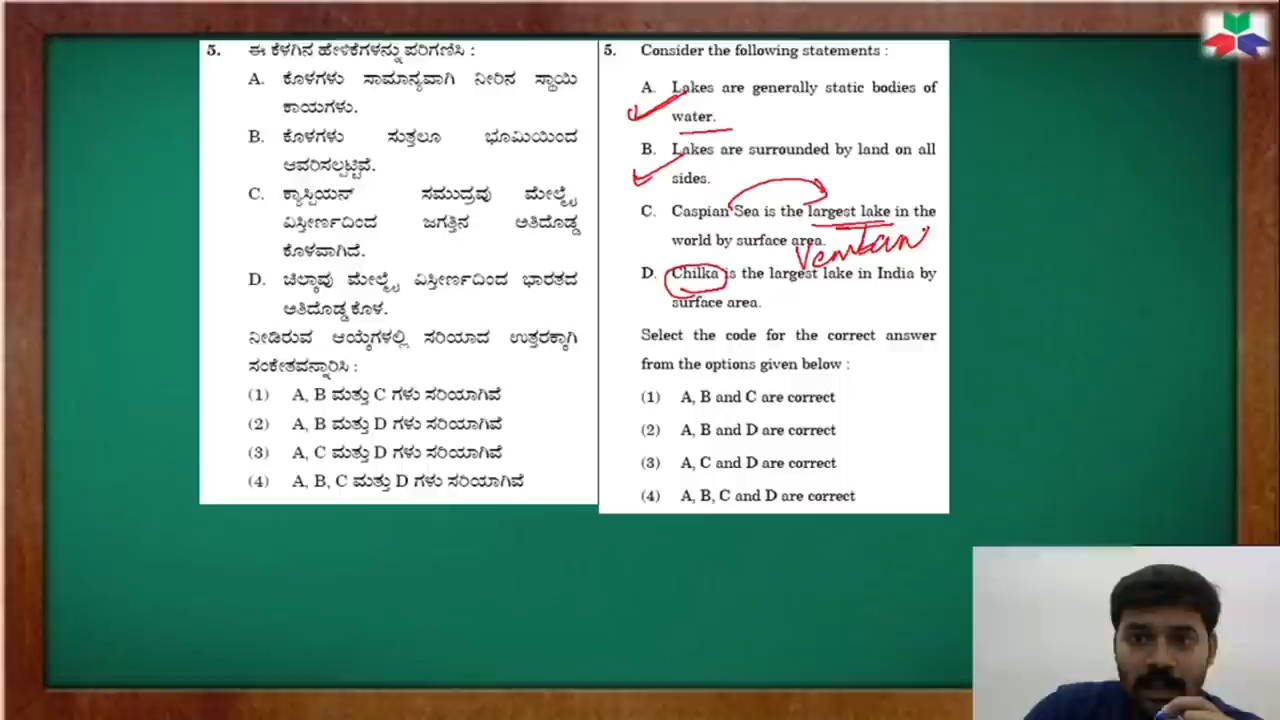 5. ಈ ಕೆಳಗಿನ ಹೇಳಿಕೆಗಳನ್ನು ಪರಿಗಣಿಸಿ :
A. ಕೊಳಗಳು ಸಾಮಾನ್ಯವಾಗಿ ನೀರಿನ ಸ್ಥಾಯಿ
ಕಾಯಗಳು.
B. ಕೊಳಗಳು ಸುತ್ತಲೂ ಭೂಮಿಯಿಂದ
ಆವರಿಸಲ್ಪಟ್ಟಿವೆ.
C. ಕ್ಯಾಸ್ಪಿಯನ್ ಸಮುದ್ರವು ಮೇಲ್ಮೈ
ವಿಸ್ತೀರ್ಣದಿಂದ ಜಗತ್ತಿನ ಅತಿದೊಡ್ಡ
ಕೊಳವಾಗಿದೆ.
D. ಚಿಲ್ಕಾವು ಮೇಲ್ಮೈ ವಿಸ್ತೀರ್ಣದಿಂದ ಭಾರತದ
ಅತಿದೊಡ್ಡ ಕೊಳ.
ನೀಡಿರುವ ಆಯ್ಕೆಗಳಲ್ಲಿ ಸರಿಯಾದ ಉತ್ತರಕ್ಕಾಗಿ
ಸಂಕೇತವನ್ನಾರಿಸಿ :
(1) A, B ಮತ್ತು C ಗಳು ಸರಿಯಾಗಿವೆ
(2) A, B ಮತ್ತು D ಗಳು ಸರಿಯಾಗಿವೆ
(3) A, C ಮತ್ತು D ಗಳು ಸರಿಯಾಗಿವೆ
(4) A, B, C ಮತ್ತು D ಗಳು ಸರಿಯಾಗಿವೆ
5. Consider the following statements :
A. Lakes are generally static bodies of
water.
B. Lakes are surrounded by land on all
sides.
C. Caspian Sea is the largest lake in the
world by surface area.
D. Chilka is the largest lake in India by
surface area.
Select the code for the correct answer
from the options given below :
(1) A, B and C are correct
(2) A, B and D are correct
(3) A, C and D are correct
(4) A, B, C and D are correct